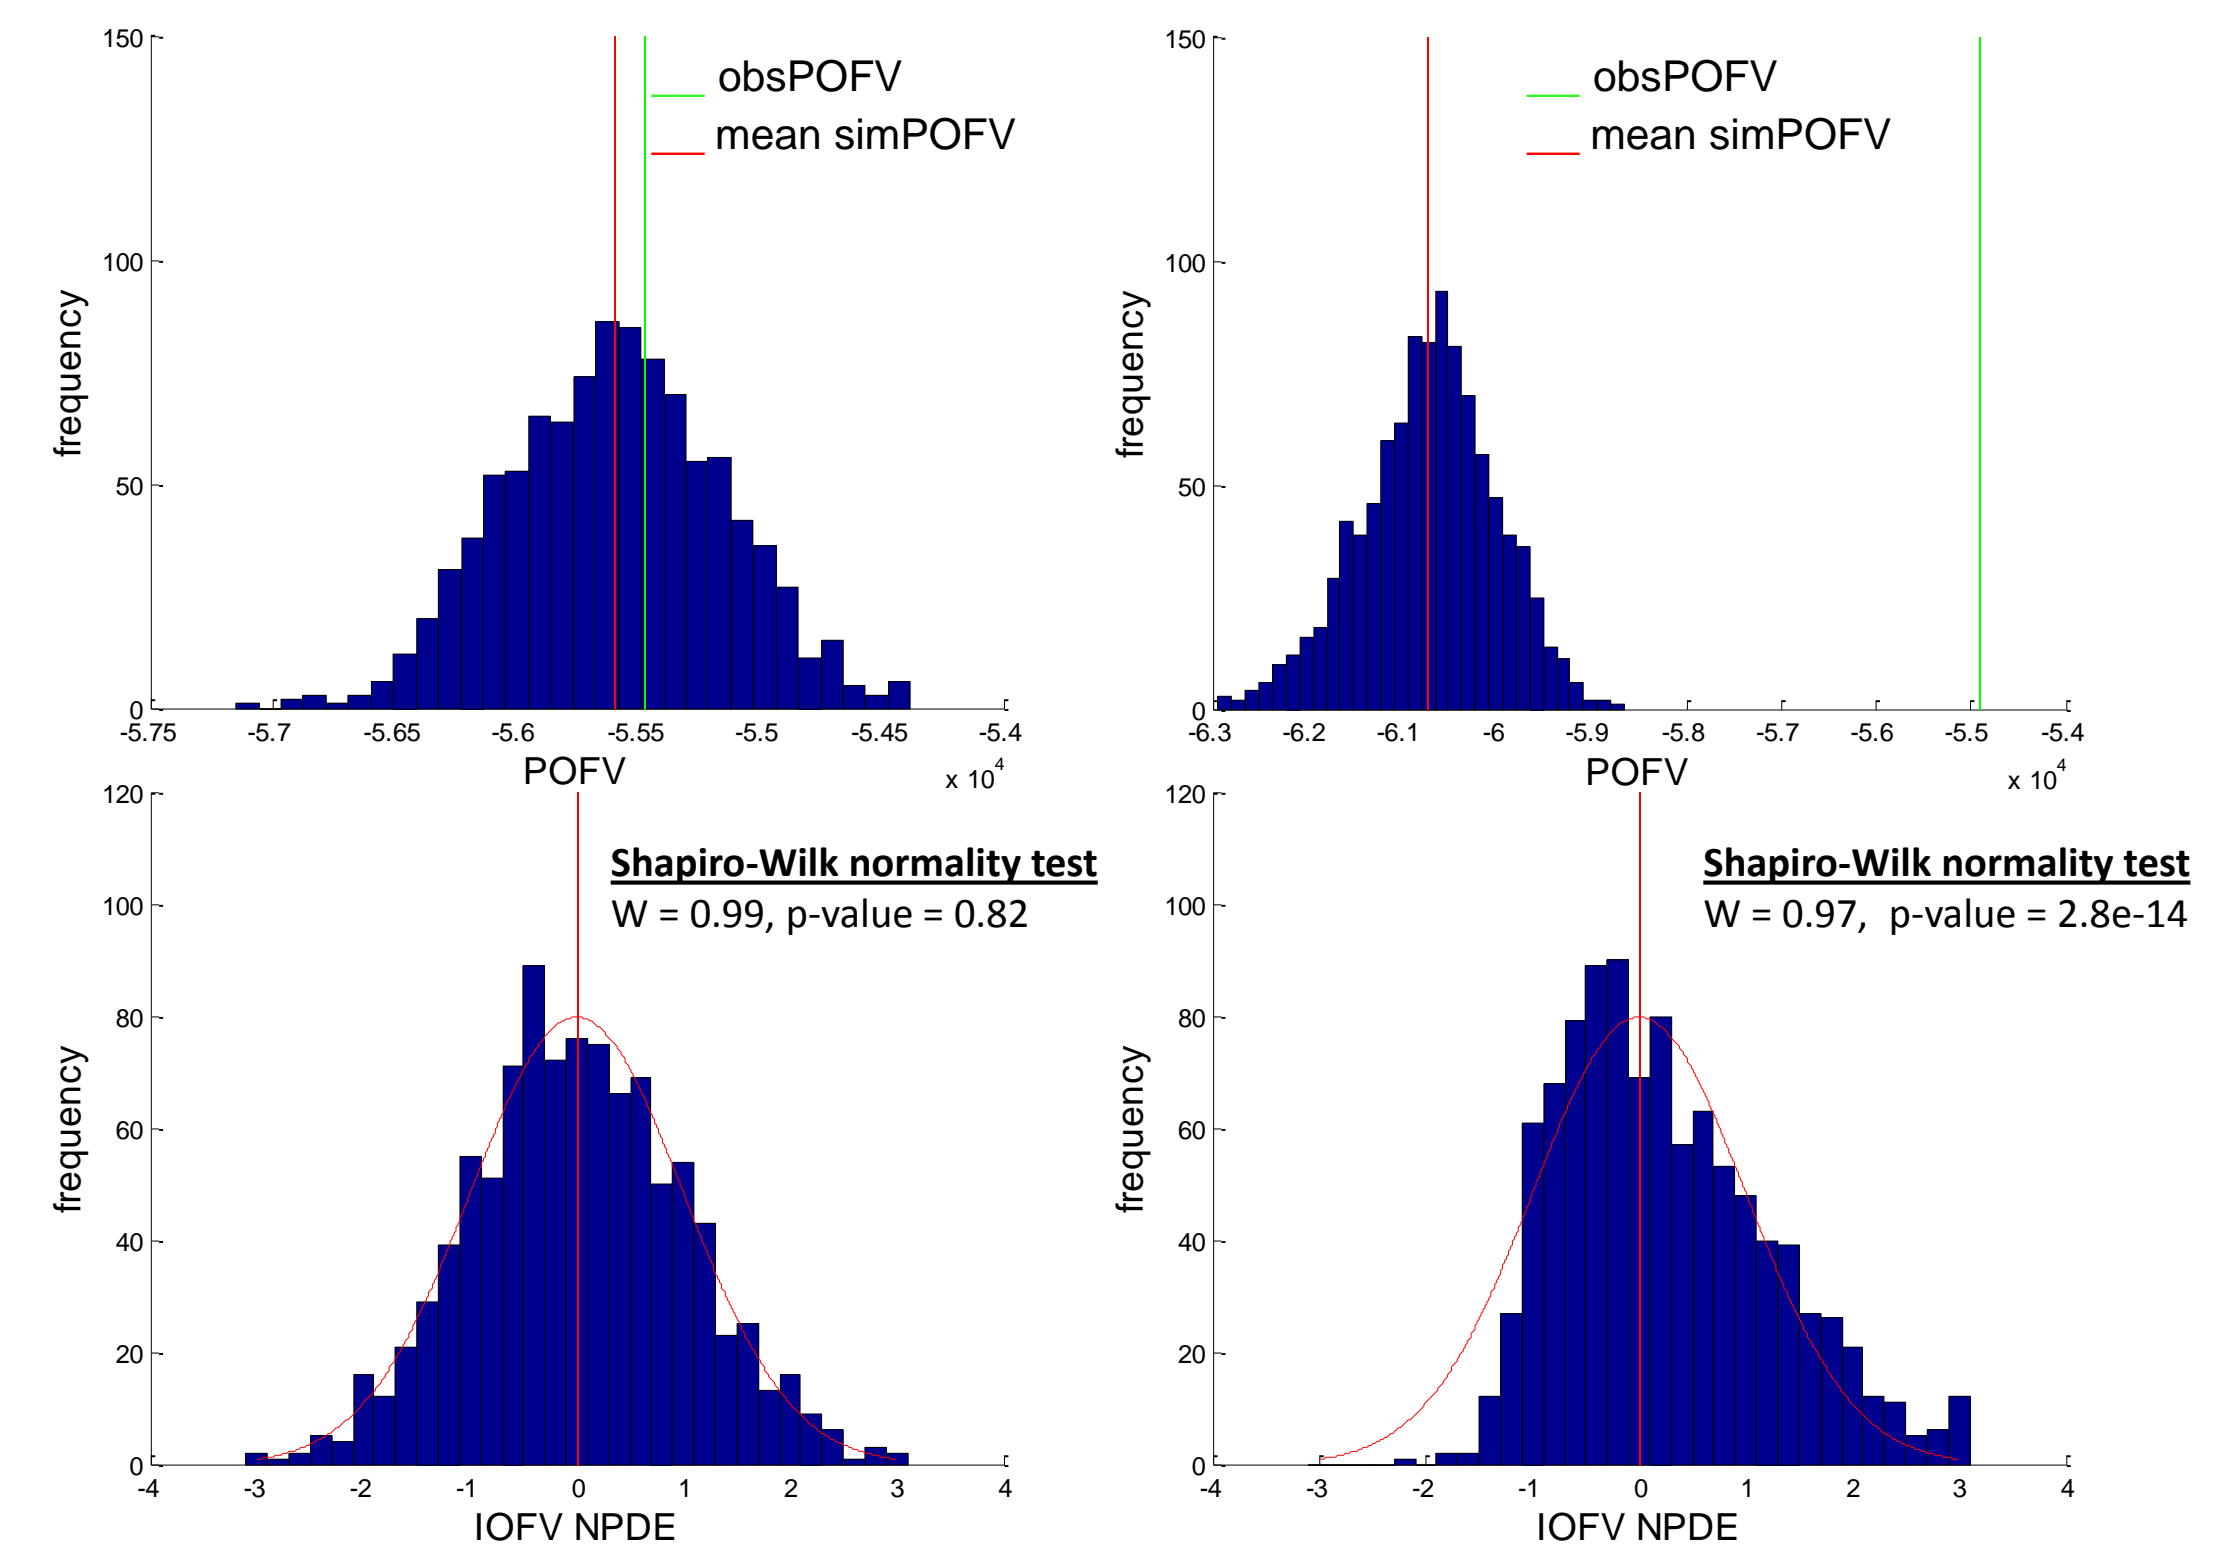 150
100
50
0
frequency
obsPOFV
mean simPOFV
-5.75 -5.7 -5.65 -5.6 -5.55 -5.5 -5.45 -5.4
POFV
x 10^4
150
100
50
0
frequency
obsPOFV
mean simPOFV
-6.3 -6.2 -6.1 -6 -5.9 -5.8 -5.7 -5.6 -5.5 -5.4
POFV
x 10^4
120
100
80
60
40
20
0
frequency
Shapiro-Wilk normality test
W = 0.99, p-value = 0.82
-4 -3 -2 -1 0 1 2 3 4
IOFV NPDE
120
100
80
60
40
20
0
frequency
Shapiro-Wilk normality test
W = 0.97, p-value = 2.8e-14
-4 -3 -2 -1 0 1 2 3 4
IOFV NPDE